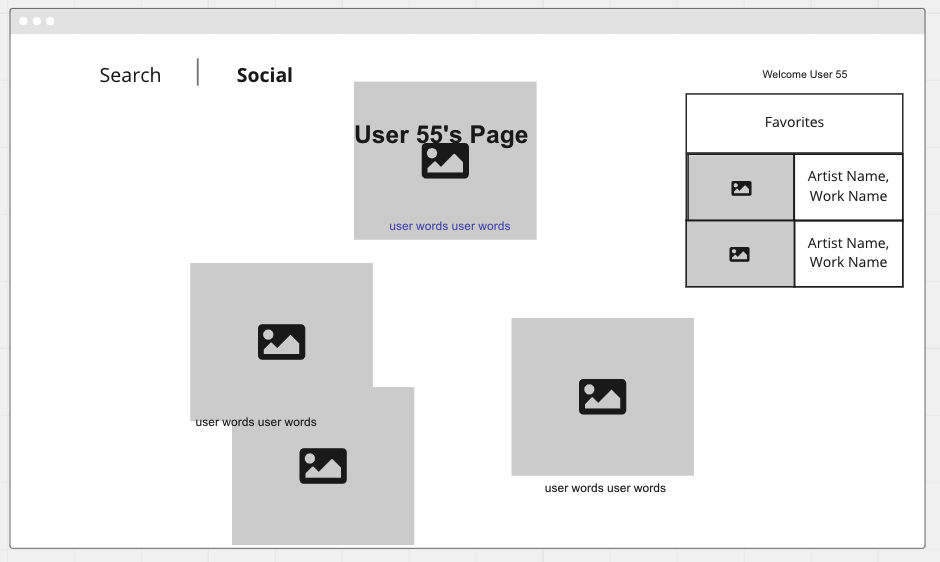 Search
Social
Welcome User 55
Favorites
User 55's Page
Artist Name,
Work Name
user words user words
Artist Name,
Work Name
user words user words
user words user words